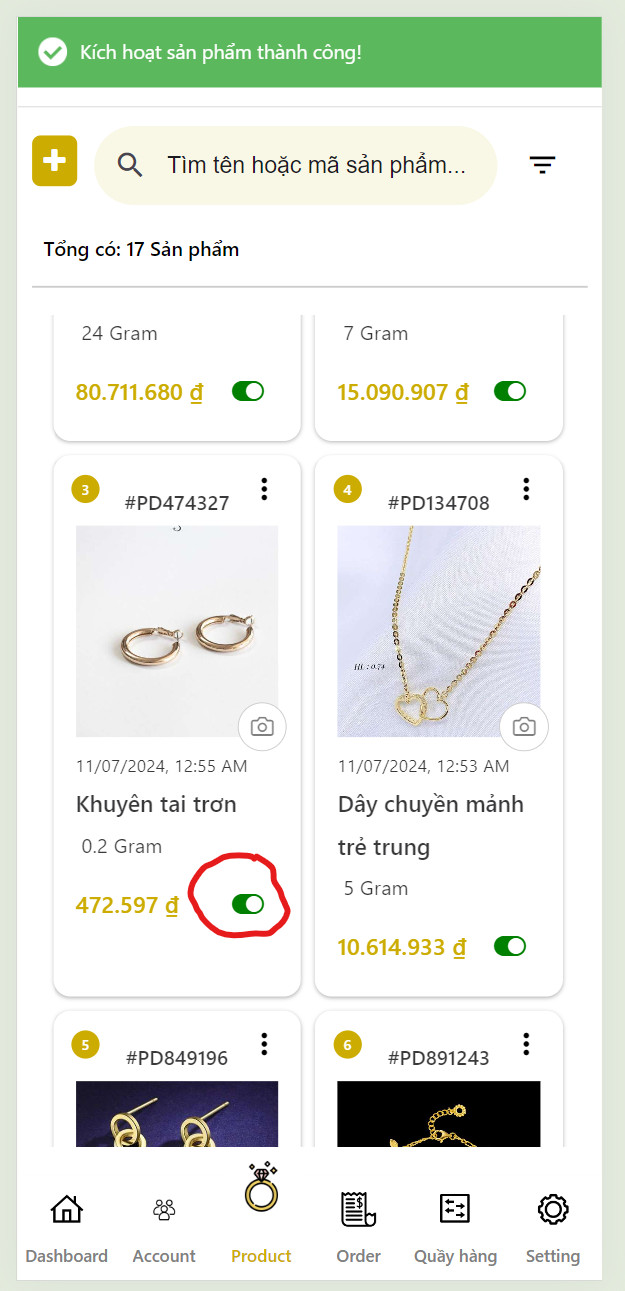 Kích hoạt sản phẩm thành công!
Tìm tên hoặc mã sản phẩm...
Tổng có: 17 Sản phẩm
24 Gram
7 Gram
80.711.680 ₫
15.090.907 ₫
3
#PD474327
4
#PD134708
HL : 0.74
11/07/2024, 12:55 AM
11/07/2024, 12:53 AM
Khuyên tai trơn
Dây chuyền mảnh
trẻ trung
0.2 Gram
5 Gram
472.597 ₫
10.614.933 ₫
5
#PD849196
6
#PD891243
Dashboard
Account
Product
Order
Quầy hàng
Setting